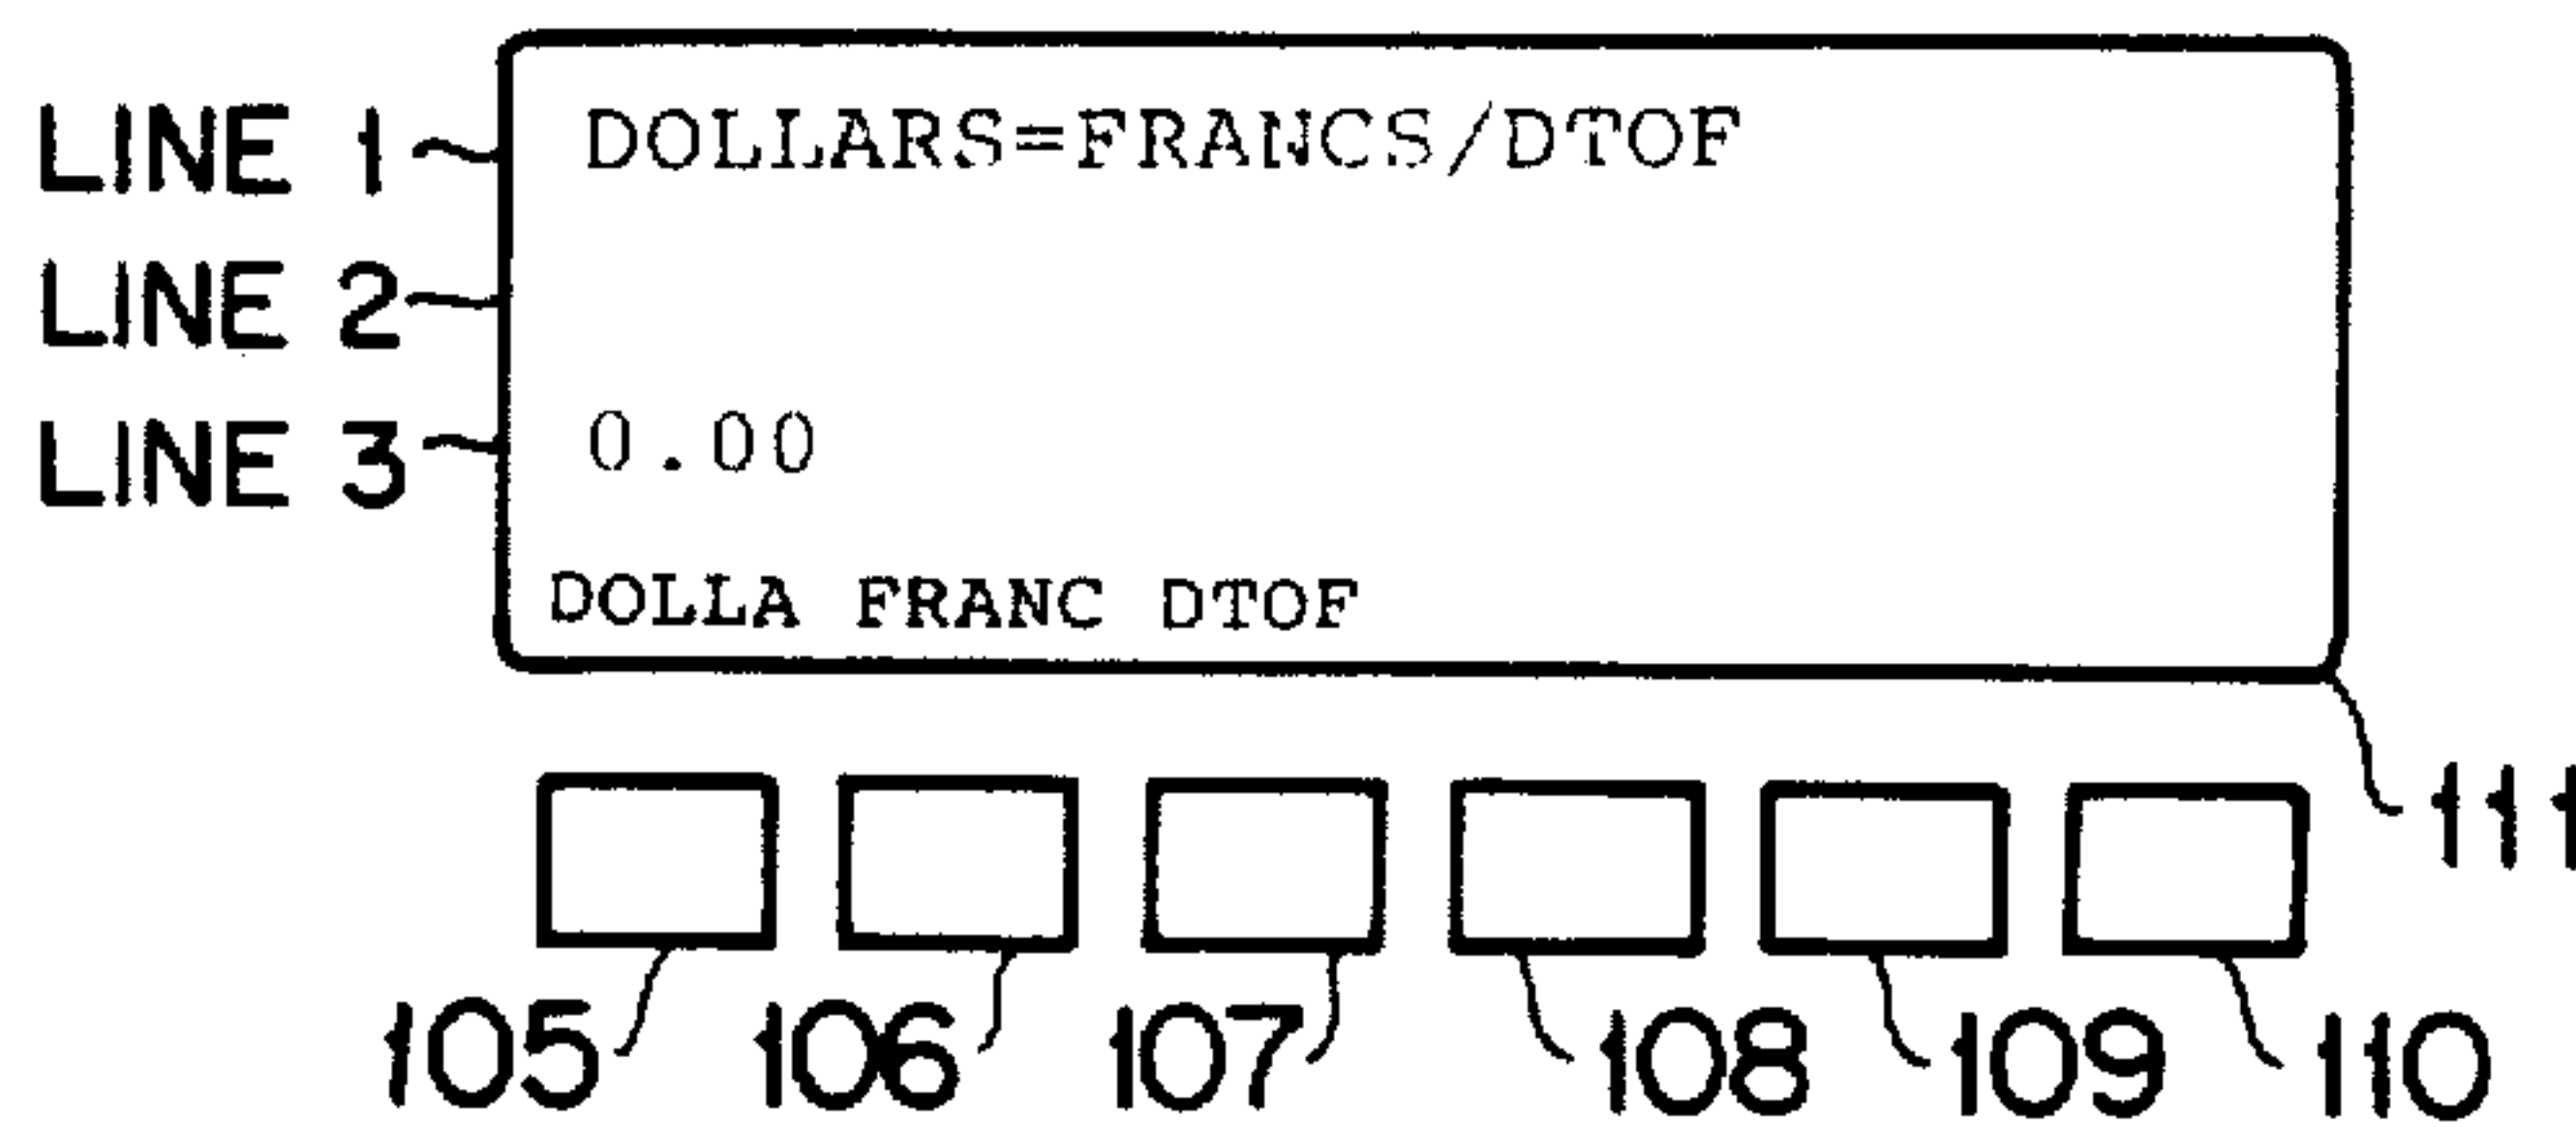 LINE 1 DOLLARS=FRANCS/DTOF
LINE 2
LINE 3 0.00
DOLLA FRANC DTOF
111
105 106 107 108 109 110